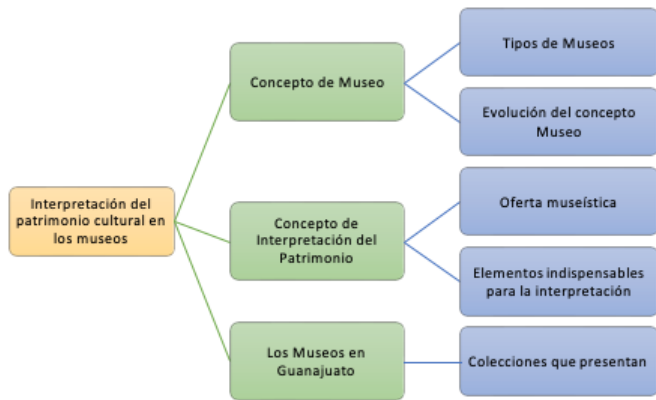 Interpretación del
patrimonio cultural en
los museos
Concepto de Museo
Tipos de Museos
Evolución del concepto
Museo
Concepto de
Interpretación del
Patrimonio
Oferta museística
Elementos indispensables
para la interpretación
Los Museos en
Guanajuato
Colecciones que presentan